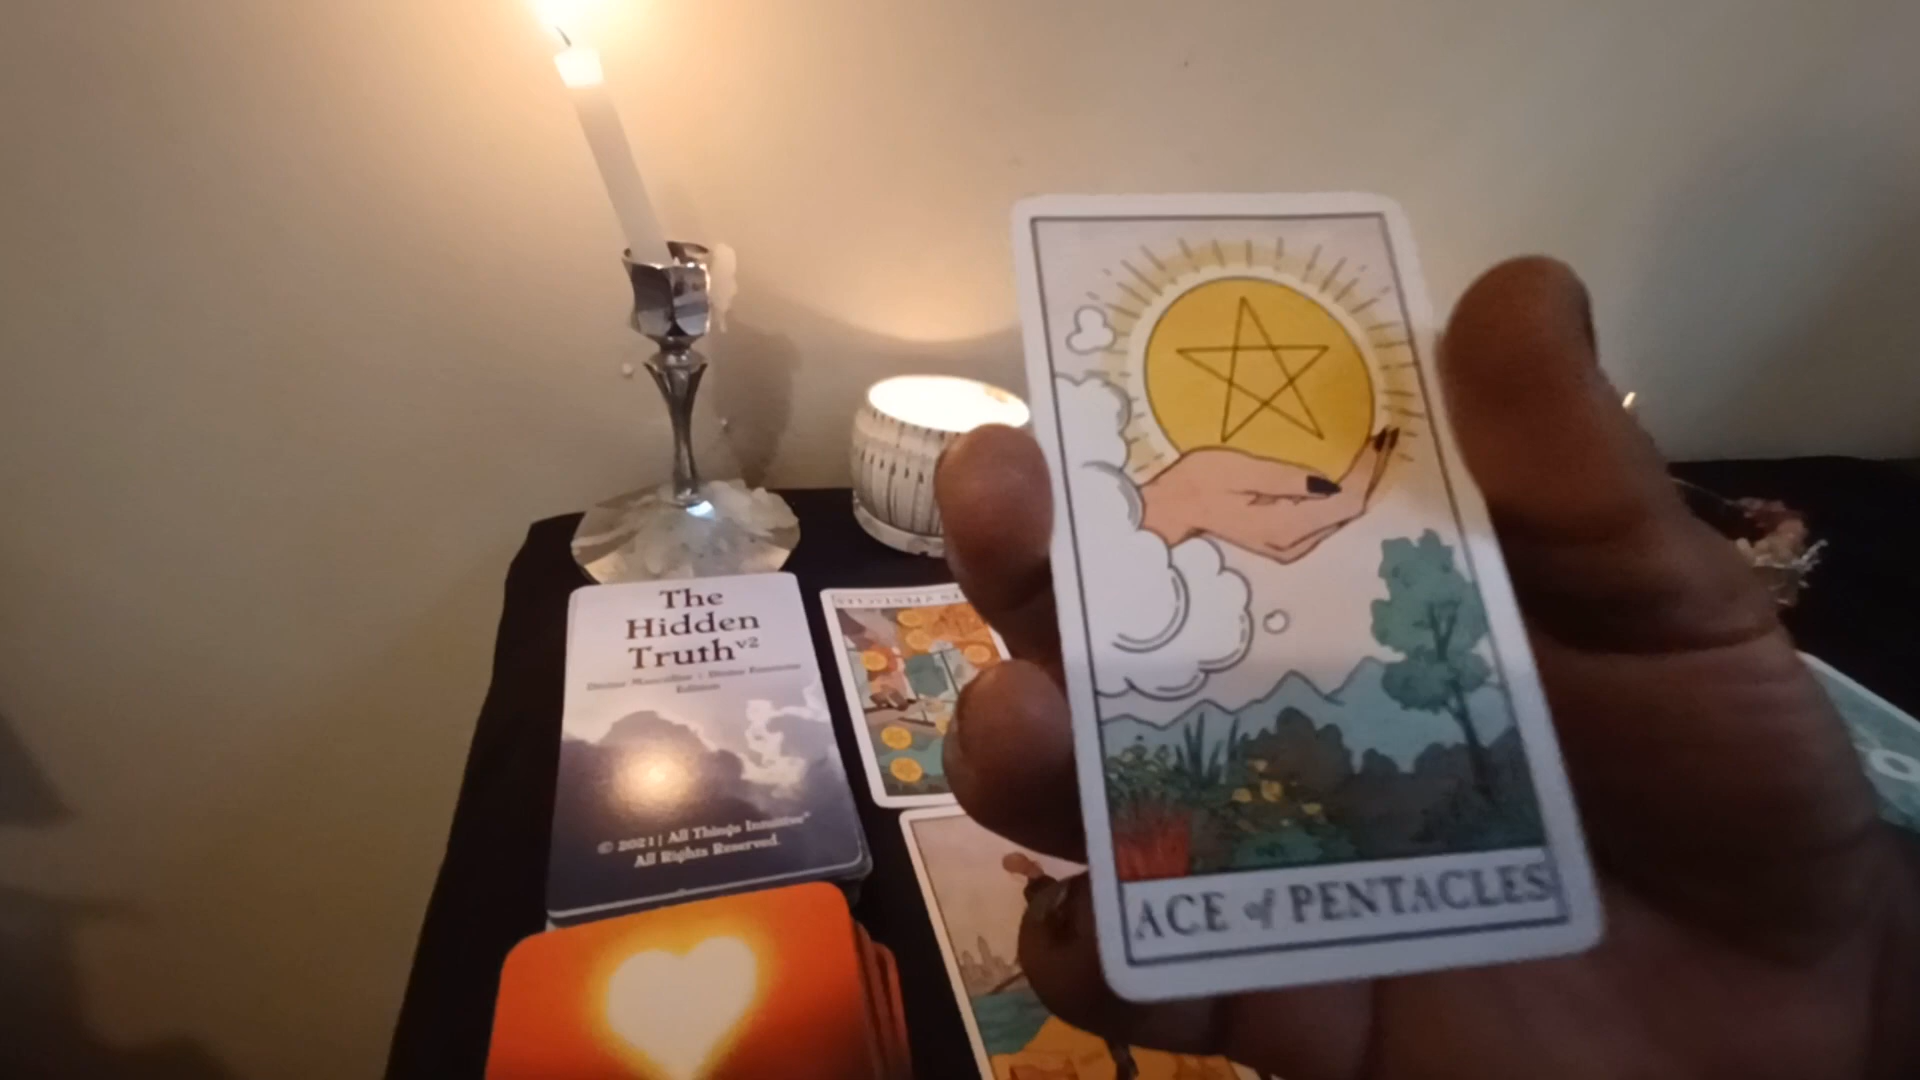 The
Hidden
Truth v2
Divine Masculine & Divine Feminine
Edition
© 2021 | All Things Intuitive®
All Rights Reserved.
ACE of PENTACLES